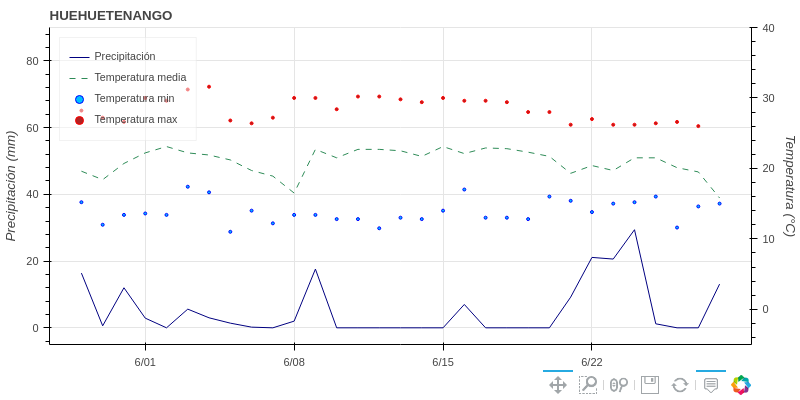 HUEHUETENANGO
Precipitación
Temperatura media
Temperatura min
Temperatura max
Precipitación (mm)
80
60
40
20
0
40
30
20
10
0
Temperatura (°C)
6/01
6/08
6/15
6/22